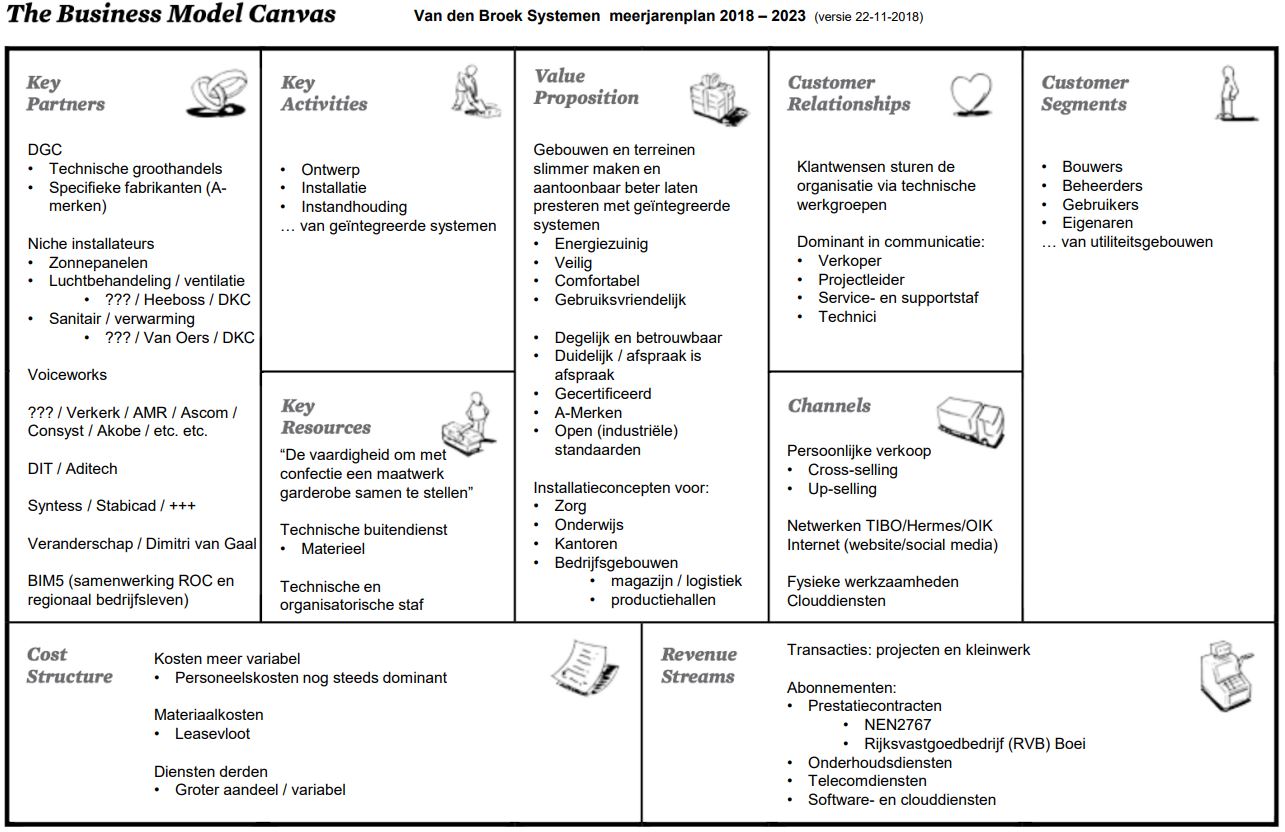 The Business Model Canvas
Van den Broek Systemen meerjarenplan 2018 – 2023 (versie 22-11-2018)
Key
Partners
DGC
• Technische groothandels
• Specifieke fabrikanten (A-
merken)
Niche installateurs
• Zonnepanelen
• Luchtbehandeling / ventilatie
• ??? / Heeboss / DKC
• Sanitair / verwarming
• ??? / Van Oers / DKC
Voiceworks
??? / Verkerk / AMR / Ascom /
Consyst / Akobe / etc. etc.
DIT / Aditech
Syntess / Stabicad / +++
Veranderschap / Dimitri van Gaal
BIM5 (samenwerking ROC en
regionaal bedrijfsleven)
Key
Activities
• Ontwerp
• Installatie
• Instandhouding
… van geïntegreerde systemen
Key
Resources
“De vaardigheid om met
confectie een maatwerk
garderobe samen te stellen”
Technische buitendienst
• Materieel
Technische en
organisatorische staf
Value
Proposition
Gebouwen en terreinen
slimmer maken en
aantoonbaar beter laten
presteren met geïntegreerde
systemen
• Energiezuinig
• Veilig
• Comfortabel
• Gebruiksvriendelijk
• Degelijk en betrouwbaar
• Duidelijk / afspraak is
afspraak
• Gecertificeerd
• A-Merken
• Open (industriële)
standaarden
Installatieconcepten voor:
• Zorg
• Onderwijs
• Kantoren
• Bedrijfsgebouwen
• magazijn / logistiek
• productiehallen
Customer
Relationships
Klantwensen sturen de
organisatie via technische
werkgroepen
Dominant in communicatie:
• Verkoper
• Projectleider
• Service- en supportstaf
• Technici
Channels
Persoonlijke verkoop
• Cross-selling
• Up-selling
Netwerken TIBO/Hermes/OIK
Internet (website/social media)
Fysieke werkzaamheden
Clouddiensten
Customer
Segments
• Bouwers
• Beheerders
• Gebruikers
• Eigenaren
… van utiliteitsgebouwen
Cost
Structure
Kosten meer variabel
• Personeelskosten nog steeds dominant
Materiaalkosten
• Leasevloot
Diensten derden
• Groter aandeel / variabel
Revenue
Streams
Transacties: projecten en kleinwerk
Abonnementen:
• Prestatiecontracten
• NEN2767
• Rijksvastgoedbedrijf (RVB) Boei
• Onderhoudsdiensten
• Telecomdiensten
• Software- en clouddiensten